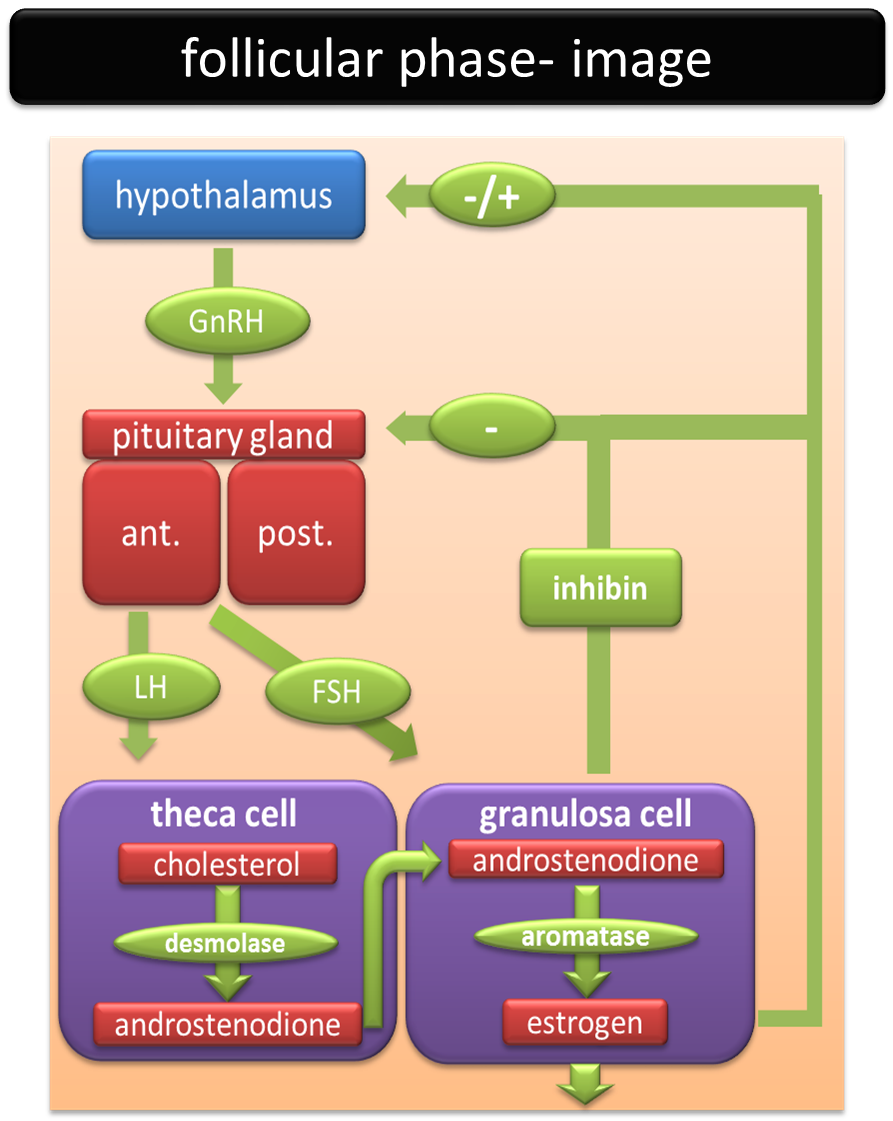 follicular phase- image
hypothalamus
-/+
GnRH
pituitary gland
-
ant.
post.
inhibin
LH
FSH
theca cell
granulosa cell
cholesterol
androstenodione
desmolase
aromatase
androstenodione
estrogen